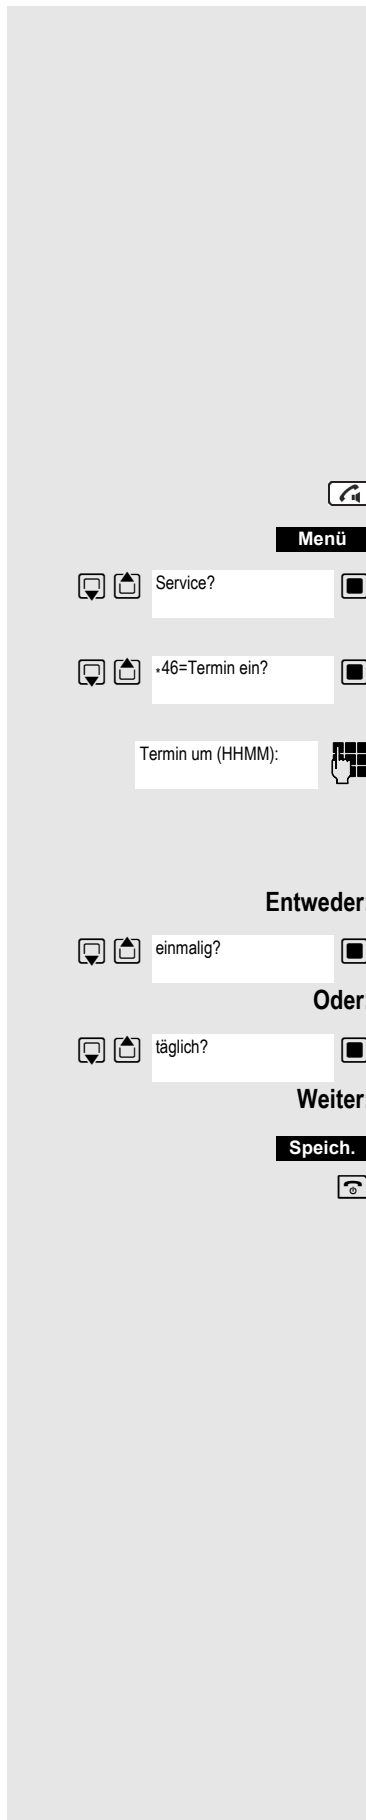 Menü
Service?
*46=Termin ein?
Termin um (HHMM):
Entweder:
einmalig?
Oder:
täglich?
Weiter:
Speich.